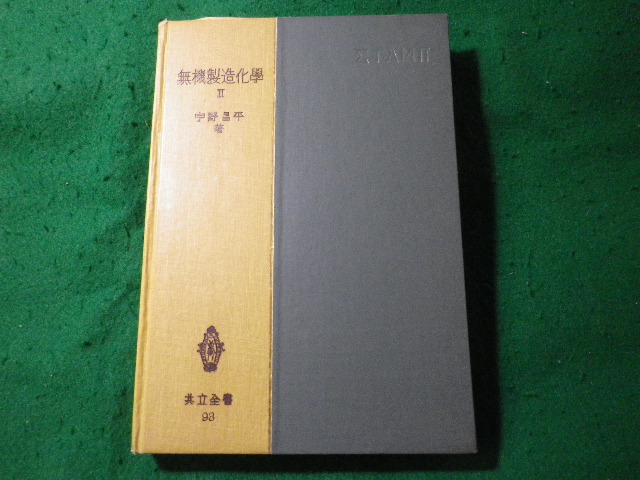 無機製造化學
II
宇野昌平
著
共立全書
93